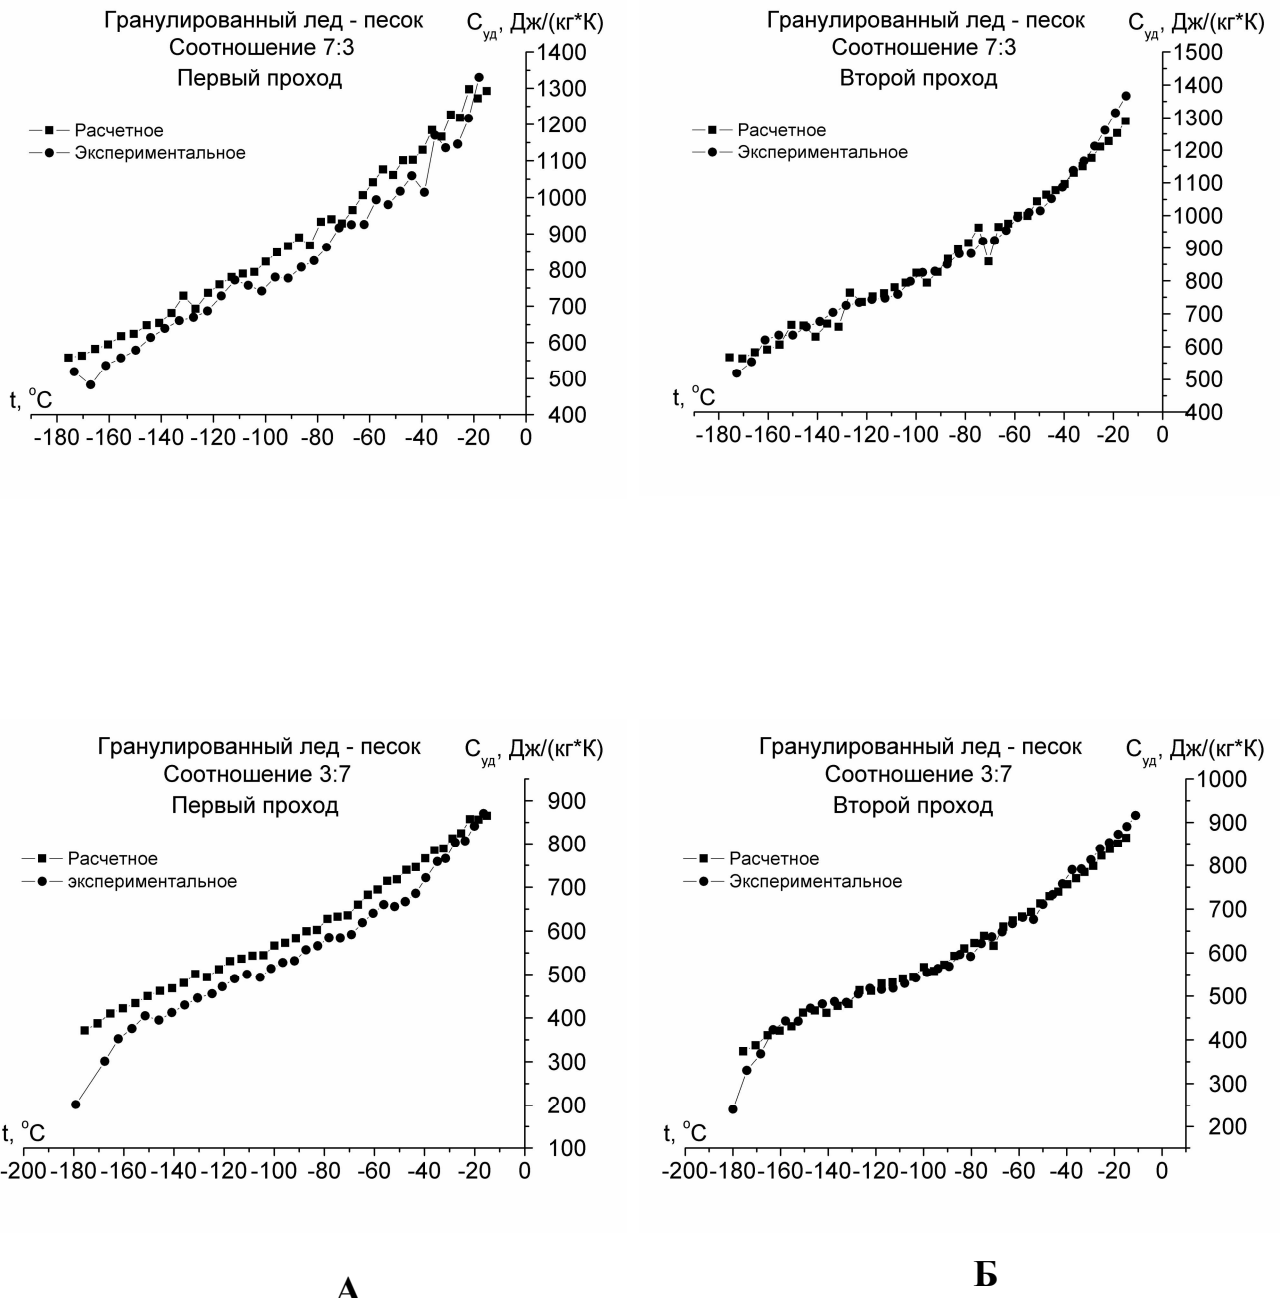 Гранулированный лед - песок
Соотношение 7:3
Первый проход
Cуд, Дж/(кг*К)
1400
1300
1200
1100
1000
900
800
700
600
500
400
Расчетное
Экспериментальное
t, °C
-180 -160 -140 -120 -100 -80 -60 -40 -20 0
Гранулированный лед - песок
Соотношение 7:3
Второй проход
Cуд, Дж/(кг*К)
1500
1400
1300
1200
1100
1000
900
800
700
600
500
400
Расчетное
Экспериментальное
t, °C
-180 -160 -140 -120 -100 -80 -60 -40 -20 0
Гранулированный лед - песок
Соотношение 3:7
Первый проход
Cуд, Дж/(кг*К)
900
800
700
600
500
400
300
200
100
Расчетное
экспериментальное
t, °C
-200 -180 -160 -140 -120 -100 -80 -60 -40 -20 0
Гранулированный лед - песок
Соотношение 3:7
Второй проход
Cуд, Дж/(кг*К)
1000
900
800
700
600
500
400
300
200
Расчетное
Экспериментальное
t, °C
-200 -180 -160 -140 -120 -100 -80 -60 -40 -20 0
А
Б